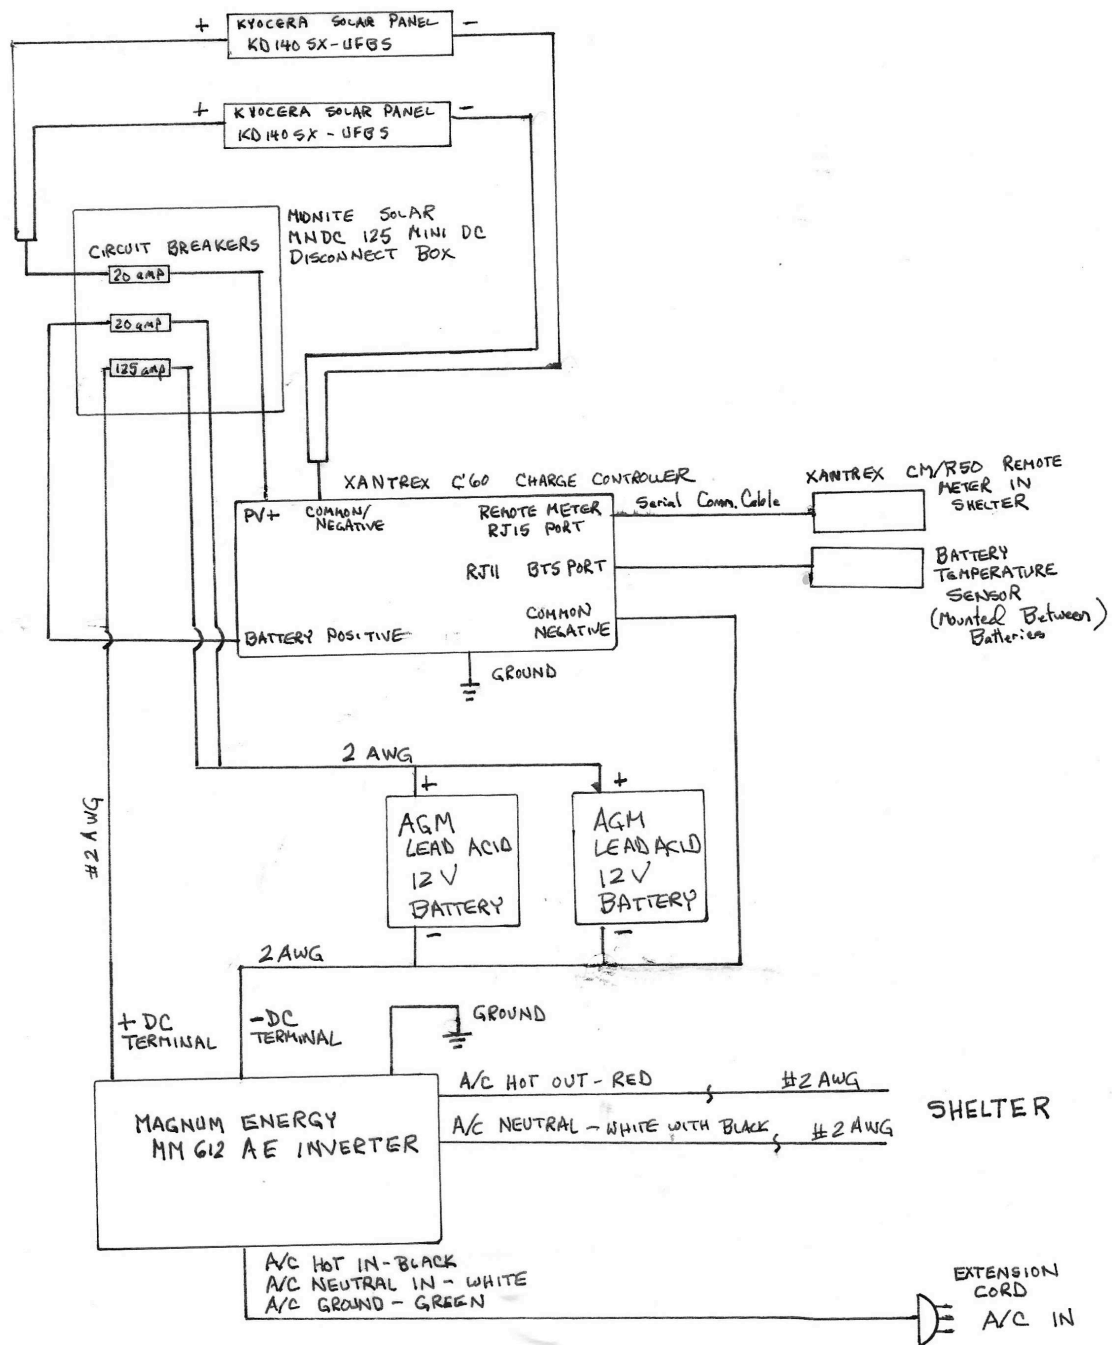 + KYOCERA SOLAR PANEL -
KD140 SX-UFBS
+ KYOCERA SOLAR PANEL -
KD140 SX-UFBS
MIDNITE SOLAR
MNDC 125 MINI DC
DISCONNECT BOX
CIRCUIT BREAKERS
20 amp
20 amp
125 amp
XANTREX C'60 CHARGE CONTROLLER
PV+
COMMON/
NEGATIVE
REMOTE METER
RJ15 PORT
Serial Comm. Cable
XANTREX CM/R50 REMOTE
METER IN
SHELTER
RJ11 BTS PORT
BATTERY
TEMPERATURE
SENSOR
(Mounted Between)
Batteries
COMMON
NEGATIVE
BATTERY POSITIVE
GROUND
2 AWG
#2 AWG
+
AGM
LEAD ACID
12 V
BATTERY
-
+
AGM
LEAD ACID
12 V
BATTERY
-
2 AWG
+ DC
TERMINAL
-DC
TERMINAL
GROUND
MAGNUM ENERGY
MM 612 AE INVERTER
A/C HOT OUT - RED
#2 AWG
A/C NEUTRAL - WHITE WITH BLACK
#2 AWG
SHELTER
A/C HOT IN - BLACK
A/C NEUTRAL IN - WHITE
A/C GROUND - GREEN
EXTENSION
CORD
A/C IN